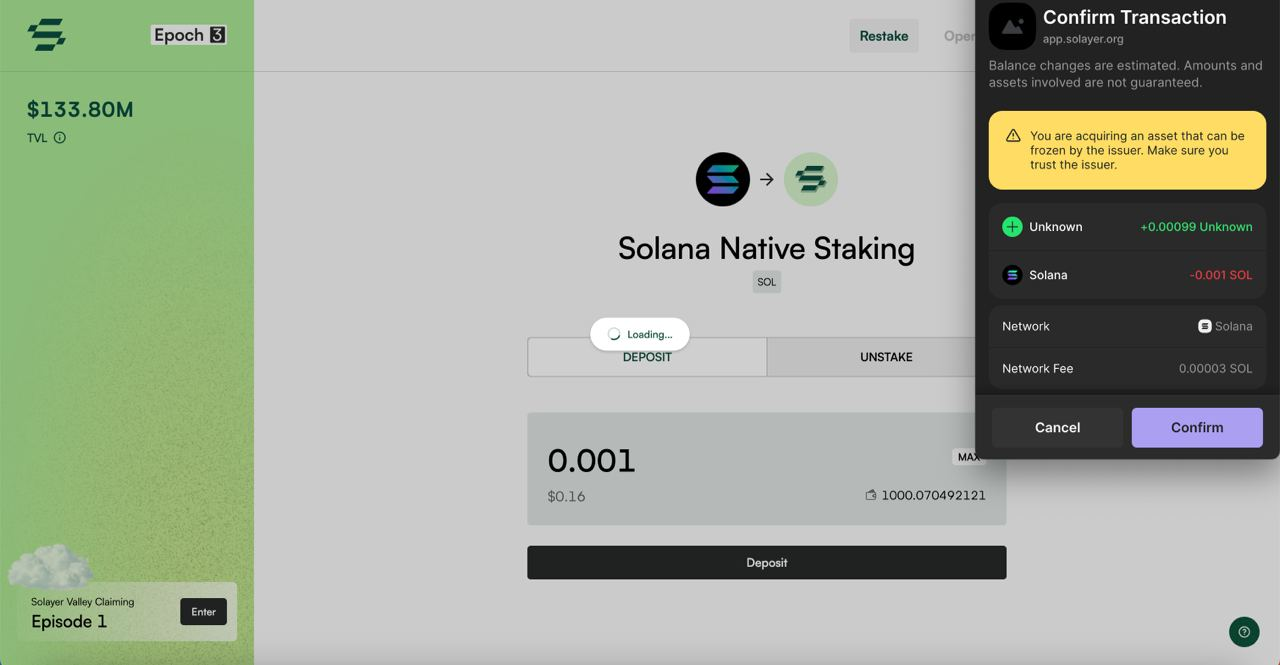 Epoch 3
$133.80M
TVL
Solayer Valley Claiming
Episode 1
Enter
Restake
Solana Native Staking
SOL
Loading...
DEPOSIT
UNSTAKE
0.001
MAX
$0.16
1000.070492121
Deposit
Confirm Transaction
app.solayer.org
Balance changes are estimated. Amounts and
assets involved are not guaranteed.
You are acquiring an asset that can be
frozen by the issuer. Make sure you
trust the issuer.
Unknown
+0.00099 Unknown
Solana
-0.001 SOL
Network
Solana
Network Fee
0.00003 SOL
Cancel
Confirm